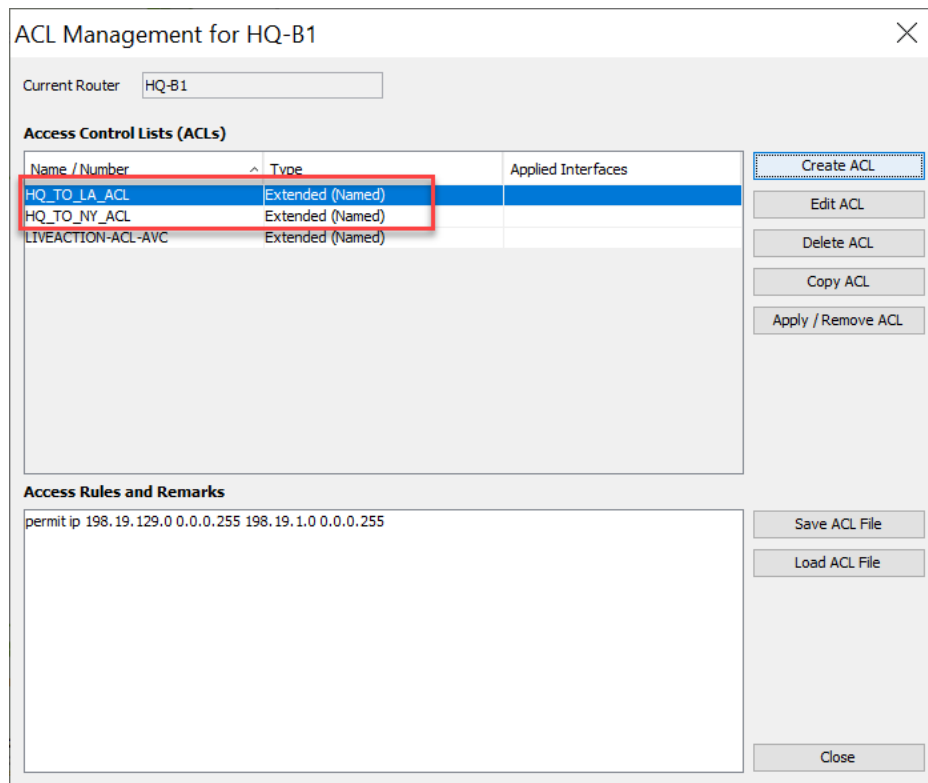 ACL Management for HQ-B1
Current Router HQ-B1
Access Control Lists (ACLs)
Name / Number Type Applied Interfaces
HQ_TO_LA_ACL Extended (Named)
HQ_TO_NY_ACL Extended (Named)
LIVEACTION-ACL-AVC Extended (Named)
Create ACL
Edit ACL
Delete ACL
Copy ACL
Apply / Remove ACL
Access Rules and Remarks
permit ip 198.19.129.0 0.0.0.255 198.19.1.0 0.0.0.255
Save ACL File
Load ACL File
Close